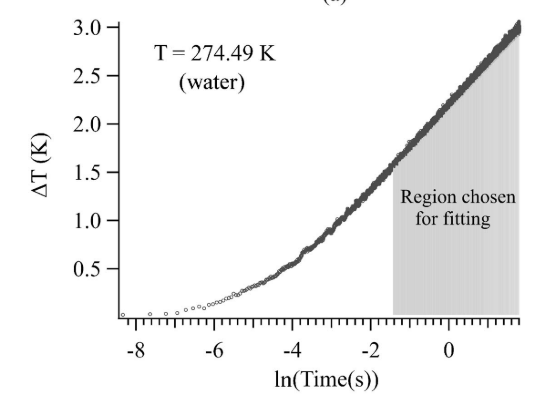 3.0
T = 274.49 K
(water)
2.5
2.0
ΔT (K)
1.5
Region chosen
for fitting
1.0
0.5
-8 -6 -4 -2 0
ln(Time(s))